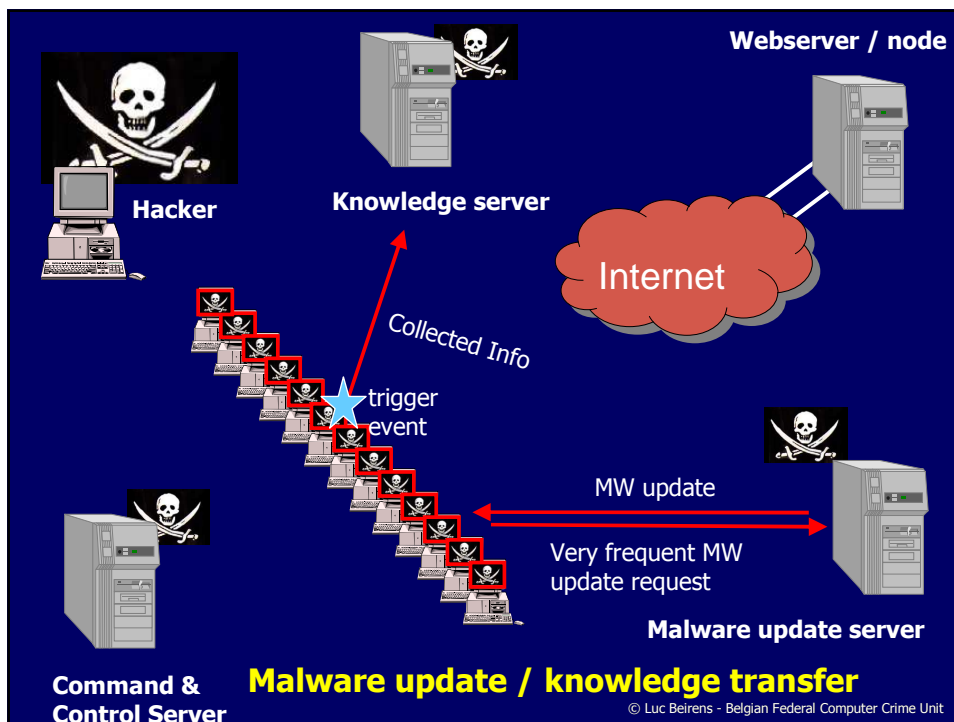 Webserver / node
Hacker
Knowledge server
Internet
Collected Info
trigger
event
MW update
Very frequent MW
update request
Malware update server
Command &
Control Server
Malware update / knowledge transfer
© Luc Beirens - Belgian Federal Computer Crime Unit